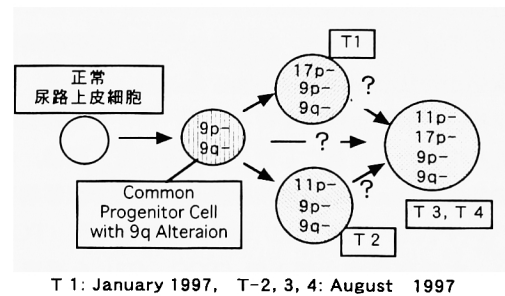 正常
尿路上皮細胞
9p-
9q-
Common
Progenitor Cell
with 9q Alteraion
T1
17p-
9p-
9q-
?
?
?
11p-
9p-
9q-
T2
11p-
17p-
9p-
9q-
T3, T4
T1: January 1997, T-2, 3, 4: August 1997